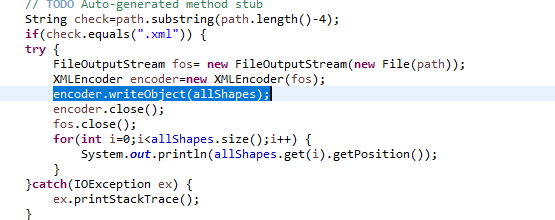 // TODO Auto-generated method stub
String check=path.substring(path.length()-4);
if(check.equals(".xml")) {
try {
FileOutputStream fos= new FileOutputStream(new File(path));
XMLEncoder encoder=new XMLEncoder(fos);
encoder.writeObject(allShapes);
encoder.close();
fos.close();
for(int i=0;i<allShapes.size();i++) {
System.out.println(allShapes.get(i).getPosition());
}
}catch(IOException ex) {
ex.printStackTrace();
}